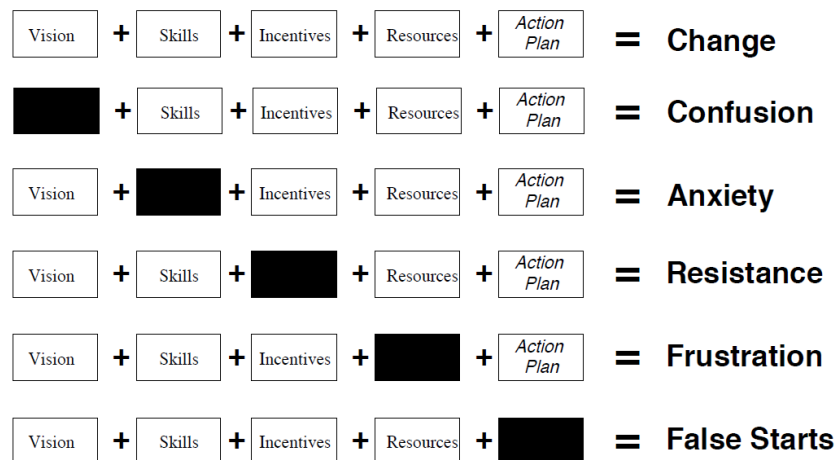 Vision + Skills + Incentives + Resources + Action Plan = Change
+ Skills + Incentives + Resources + Action Plan = Confusion
Vision + + Incentives + Resources + Action Plan = Anxiety
Vision + Skills + + Resources + Action Plan = Resistance
Vision + Skills + Incentives + + Action Plan = Frustration
Vision + Skills + Incentives + Resources + = False Starts